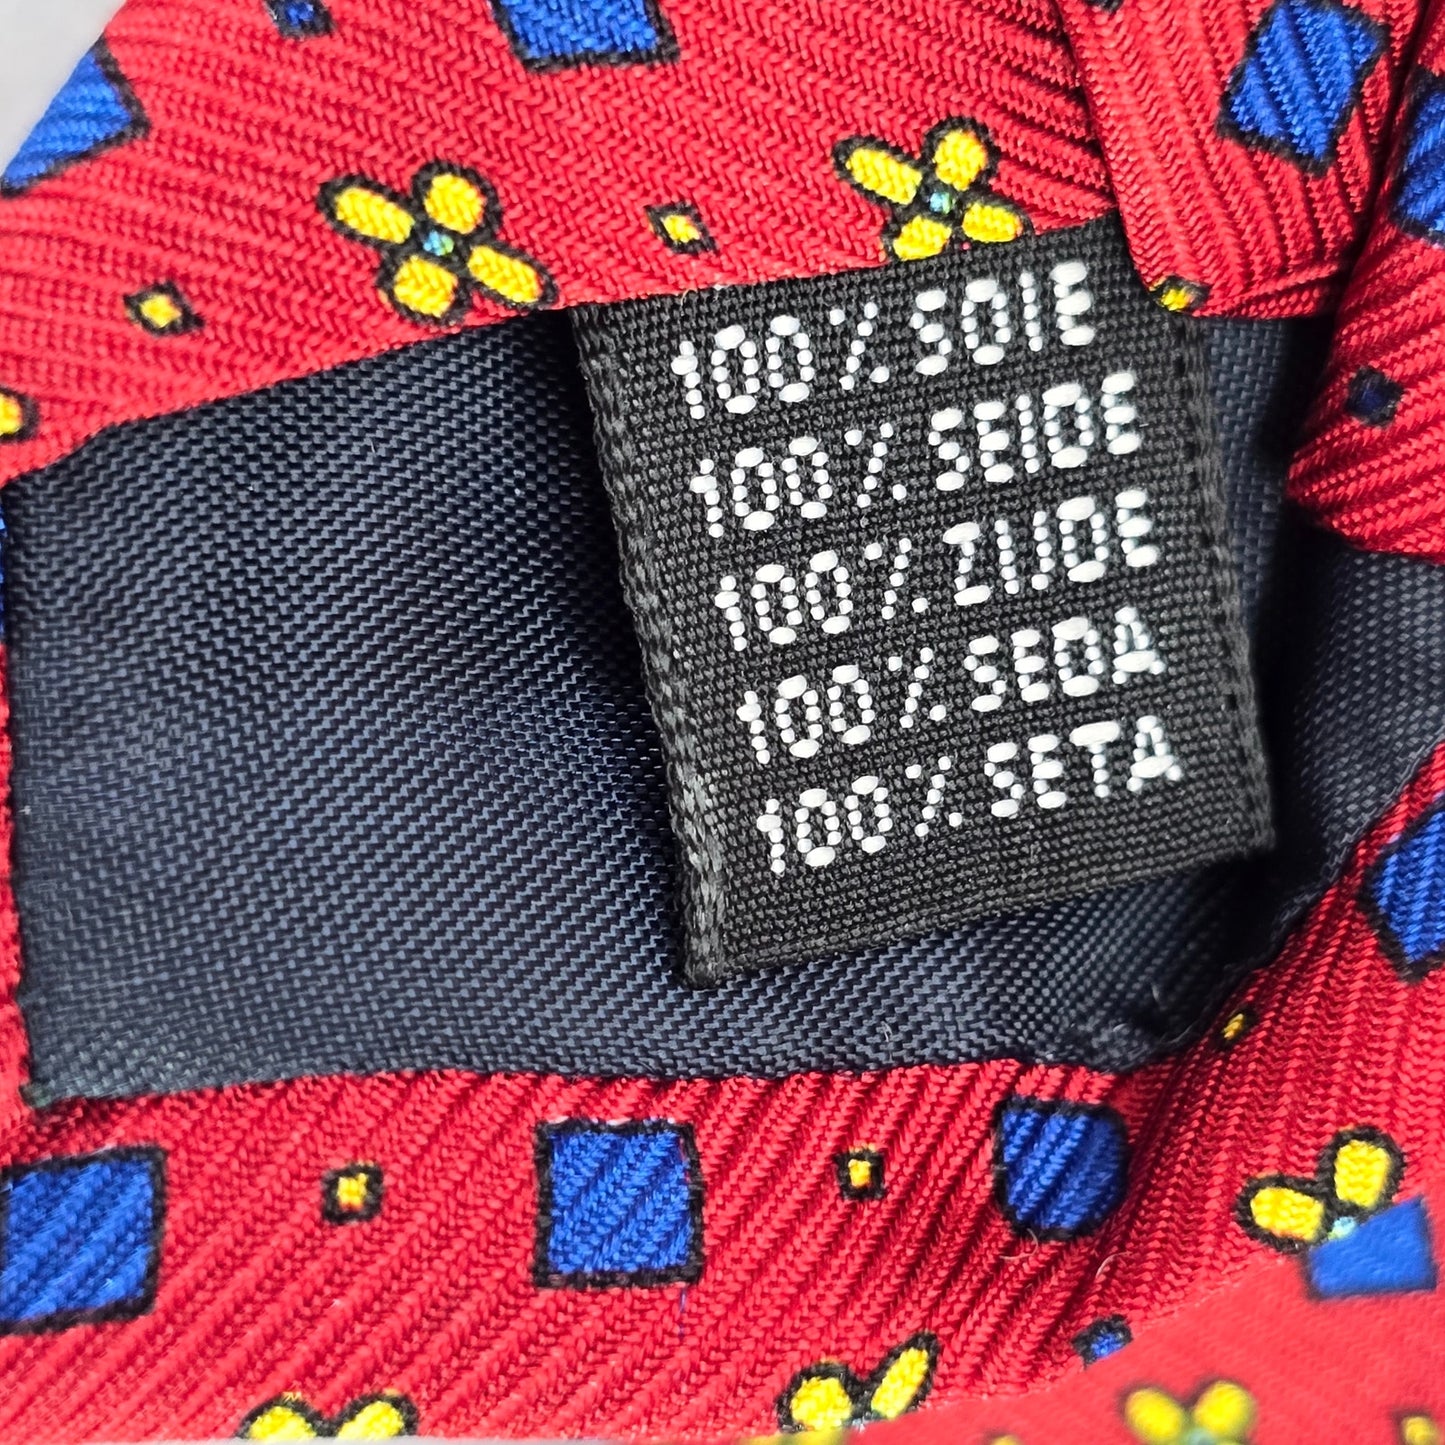 100% SOIE
100% SEIDE
100% ZIJDE
100% SEDA
100% SETA